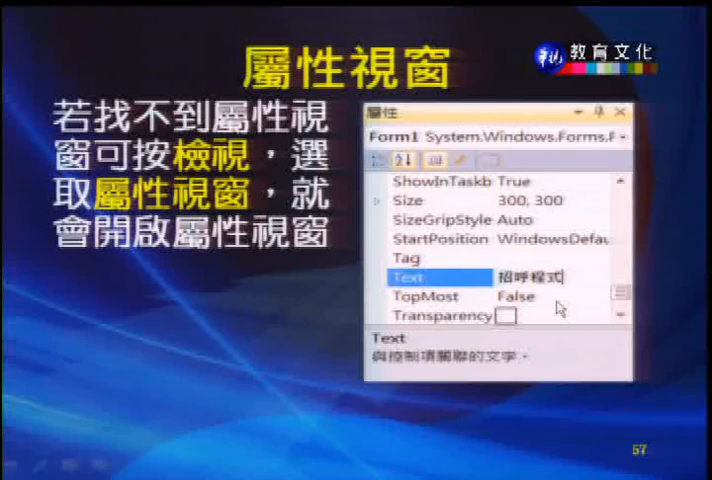 屬性視窗
教育文化
若找不到屬性視
窗可按檢視，選
取屬性視窗，就
會開啟屬性視窗
屬性
Form1 System.Windows.Forms.F
ShowInTaskb True
Size 300, 300
SizeGripStyle Auto
StartPosition WindowsDefau
Tag
Text 招呼程式
TopMost False
Transparency
Text
與控制項關聯的文字。
57